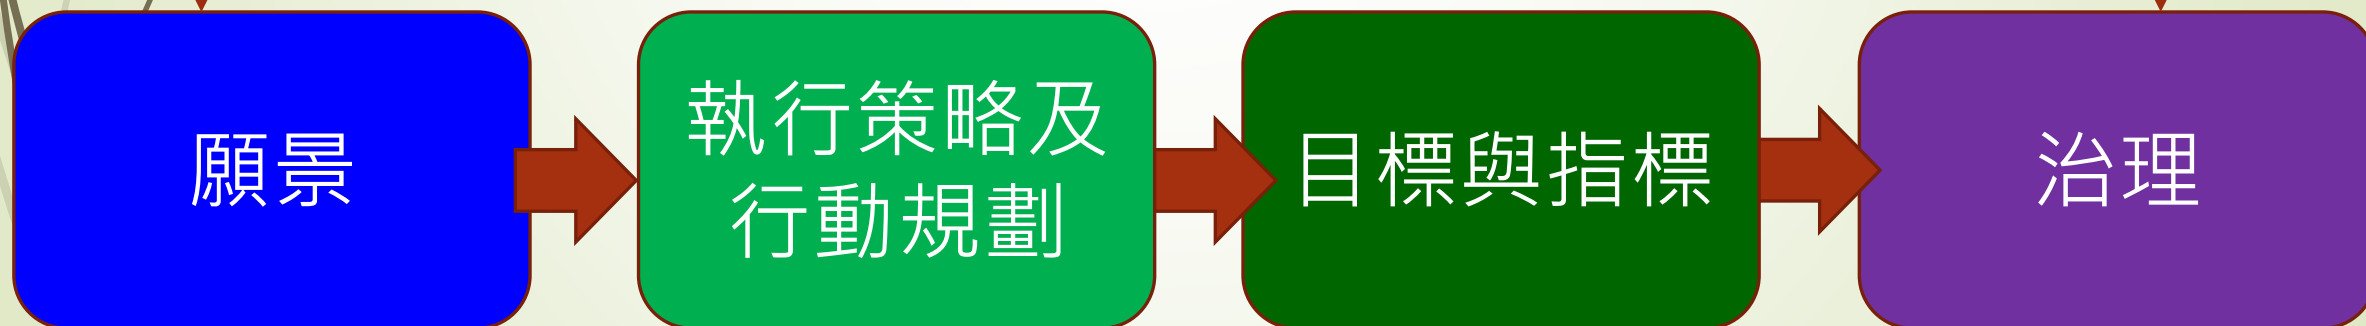 願景
執行策略及
行動規劃
目標與指標
治理